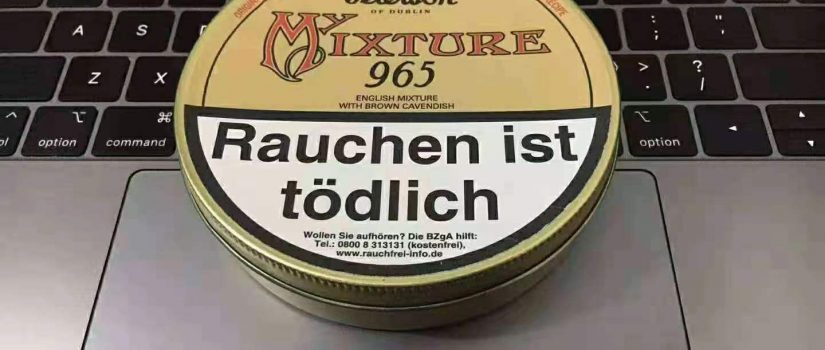 OF DUBLIN
My Mixture
965
ENGLISH MIXTURE
WITH BROWN CAVENDISH
Rauchen ist
tödlich
Wollen Sie aufhören? Die BZgA hilft:
Tel.: 0800 8 313131 (kostenfrei),
www.rauchfrei-info.de
A S : ; " '
Z X < , > . ? /
option command option